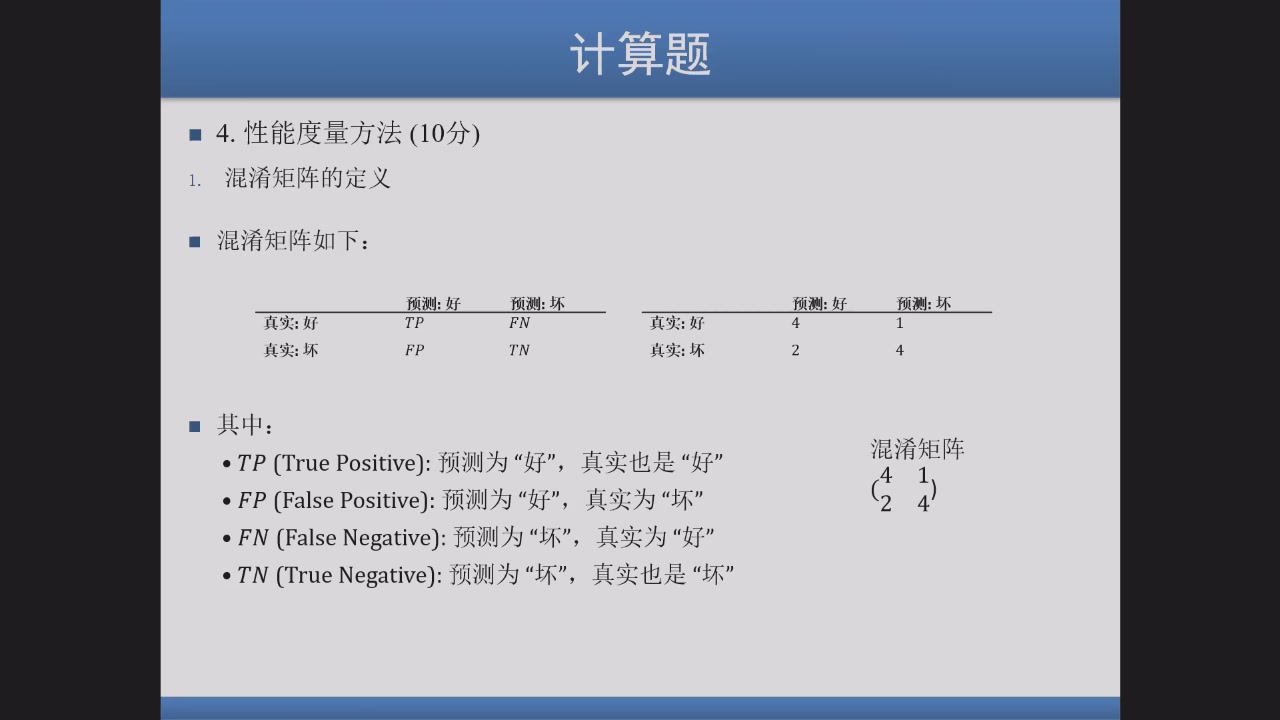 计算题
4. 性能度量方法 (10分)
1. 混淆矩阵的定义
混淆矩阵如下：
预测: 好 预测: 坏
真实: 好 TP FN
真实: 坏 FP TN
预测: 好 预测: 坏
真实: 好 4 1
真实: 坏 2 4
其中：
• TP (True Positive): 预测为 “好”，真实也是 “好”
• FP (False Positive): 预测为 “好”，真实为 “坏”
• FN (False Negative): 预测为 “坏”，真实为 “好”
• TN (True Negative): 预测为 “坏”，真实也是 “坏”
混淆矩阵
(4 1
2 4)